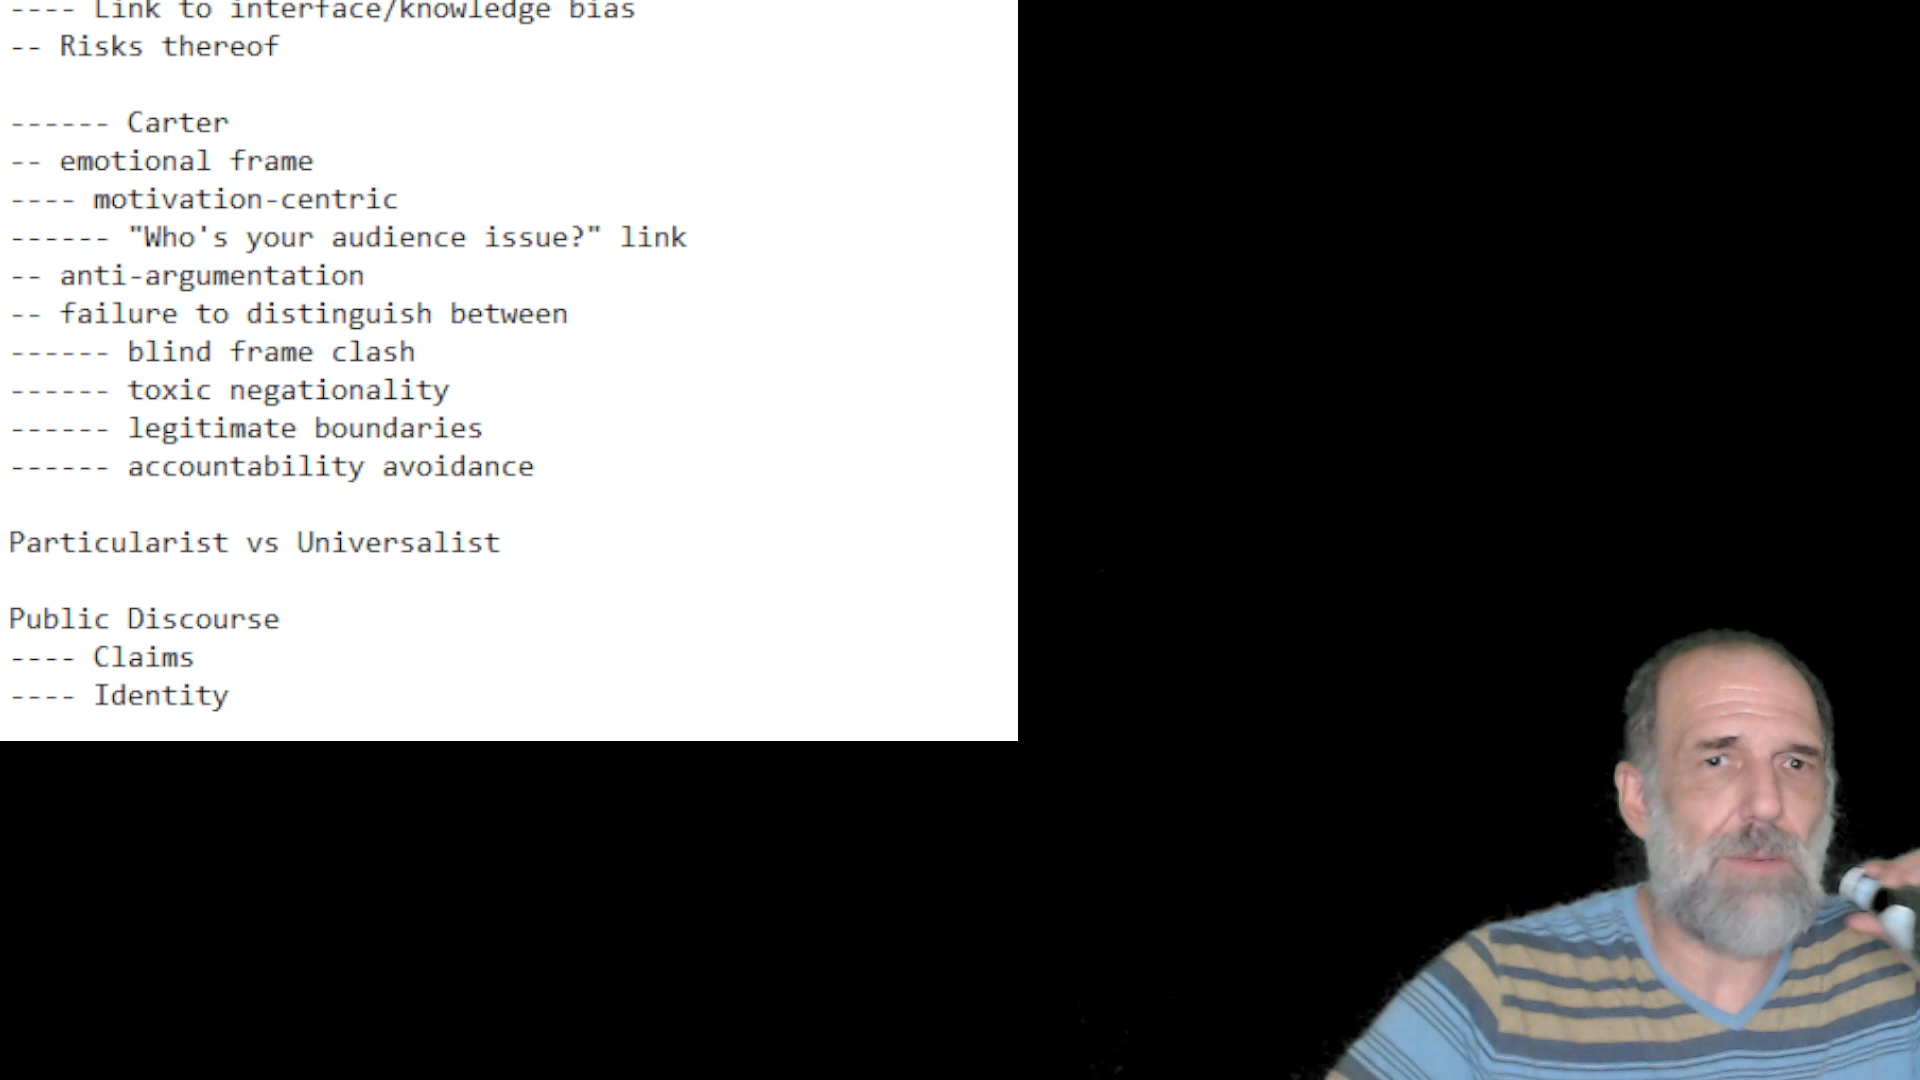 ---- Link to interface/knowledge bias
-- Risks thereof
------ Carter
-- emotional frame
---- motivation-centric
------ "Who's your audience issue?" link
-- anti-argumentation
-- failure to distinguish between
------ blind frame clash
------ toxic negationality
------ legitimate boundaries
------ accountability avoidance
Particularist vs Universalist
Public Discourse
---- Claims
---- Identity